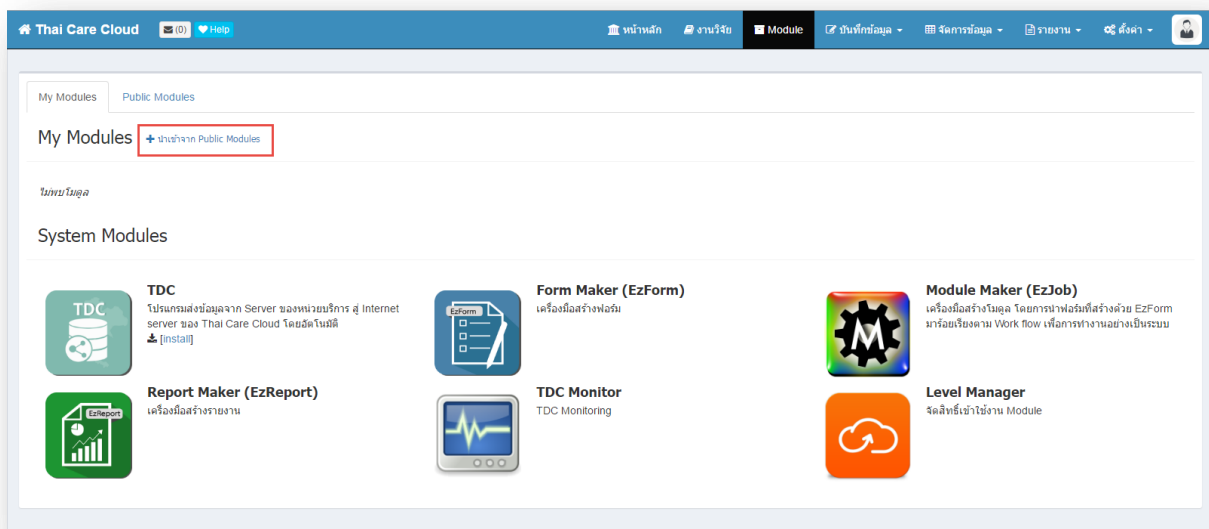 Thai Care Cloud (0) Help หน้าหลัก งานวิจัย Module บันทึกข้อมูล จัดการข้อมูล รายงาน ตั้งค่า
My Modules Public Modules
My Modules + นำเข้าจาก Public Modules
ไม่พบโมดูล
System Modules
TDC
TDC
โปรแกรมส่งข้อมูลจาก Server ของหน่วยบริการ สู่ Internet
server ของ Thai Care Cloud โดยอัตโนมัติ
[install]
EzForm
Form Maker (EzForm)
เครื่องมือสร้างฟอร์ม
M
Module Maker (EzJob)
เครื่องมือสร้างโมดูล โดยการนำฟอร์มที่สร้างด้วย EzForm
มาร้อยเรียงตาม Work flow เพื่อการทำงานอย่างเป็นระบบ
EzReport
Report Maker (EzReport)
เครื่องมือสร้างรายงาน
TDC Monitor
TDC Monitoring
Level Manager
จัดสิทธิ์เข้าใช้งาน Module